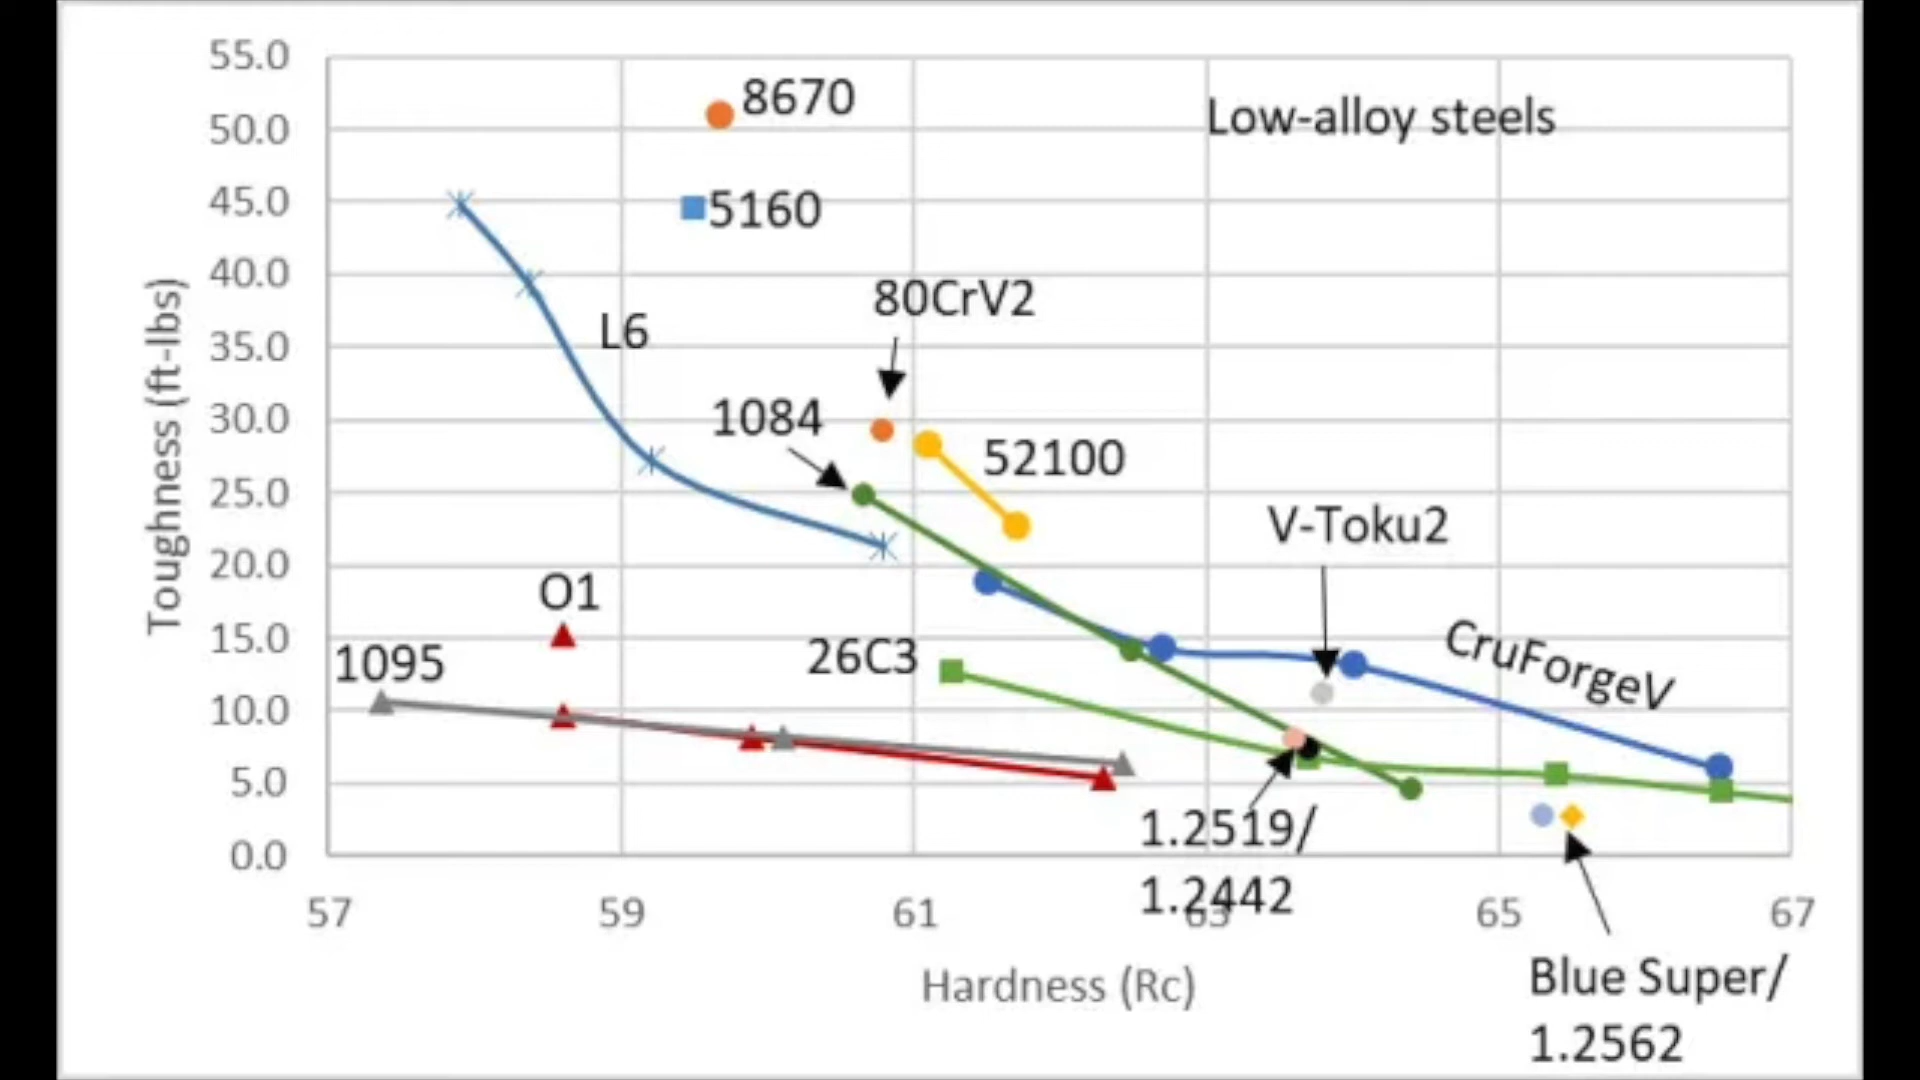 55.0
50.0
45.0
40.0
35.0
30.0
25.0
20.0
15.0
10.0
5.0
0.0
Toughness (ft-lbs)
57
59
61
63
65
67
Hardness (Rc)
Low-alloy steels
8670
5160
80CrV2
L6
1084
52100
V-Toku2
O1
1095
26C3
CruForgeV
1.2519/
1.2442
Blue Super/
1.2562